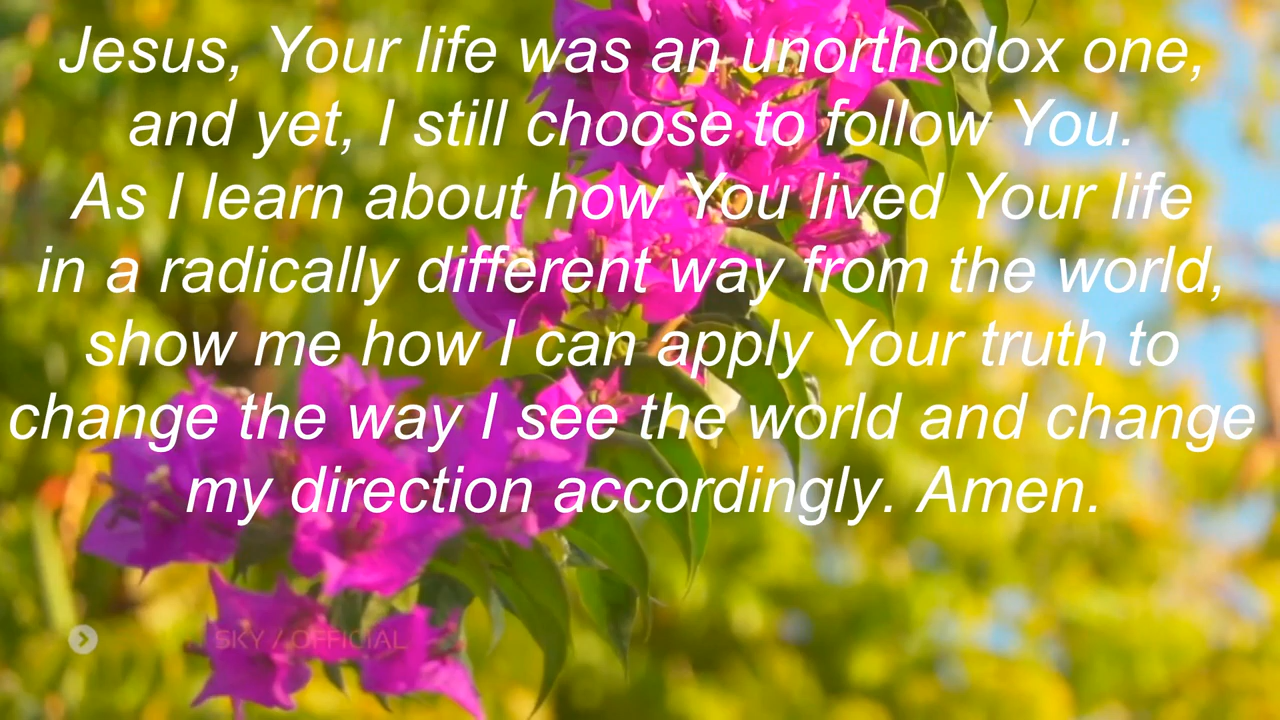 Jesus, Your life was an unorthodox one,
and yet, I still choose to follow You.
As I learn about how You lived Your life
in a radically different way from the world,
show me how I can apply Your truth to
change the way I see the world and change
my direction accordingly. Amen.
SKY / OFFICIAL